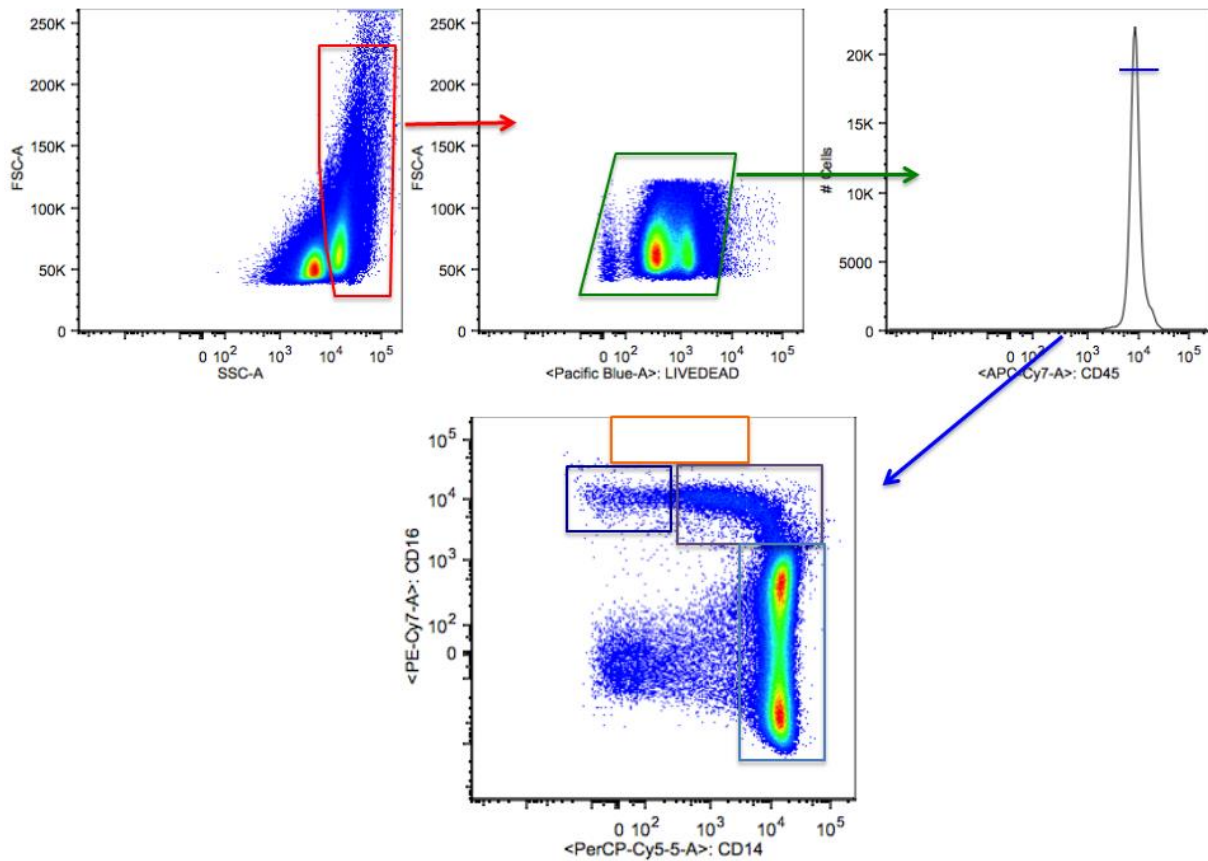 250K
200K
150K
100K
50K
0
FSC-A
0 10² 10³ 10⁴ 10⁵
SSC-A
250K
200K
150K
100K
50K
0
FSC-A
0 10² 10³ 10⁴ 10⁵
<Pacific Blue-A>: LIVEDEAD
20K
15K
10K
5000
0
# Cells
0 10² 10³ 10⁴ 10⁵
<APC-Cy7-A>: CD45
10⁵
10⁴
10³
10²
0
<PE-Cy7-A>: CD16
0 10² 10³ 10⁴ 10⁵
<PerCP-Cy5-5-A>: CD14